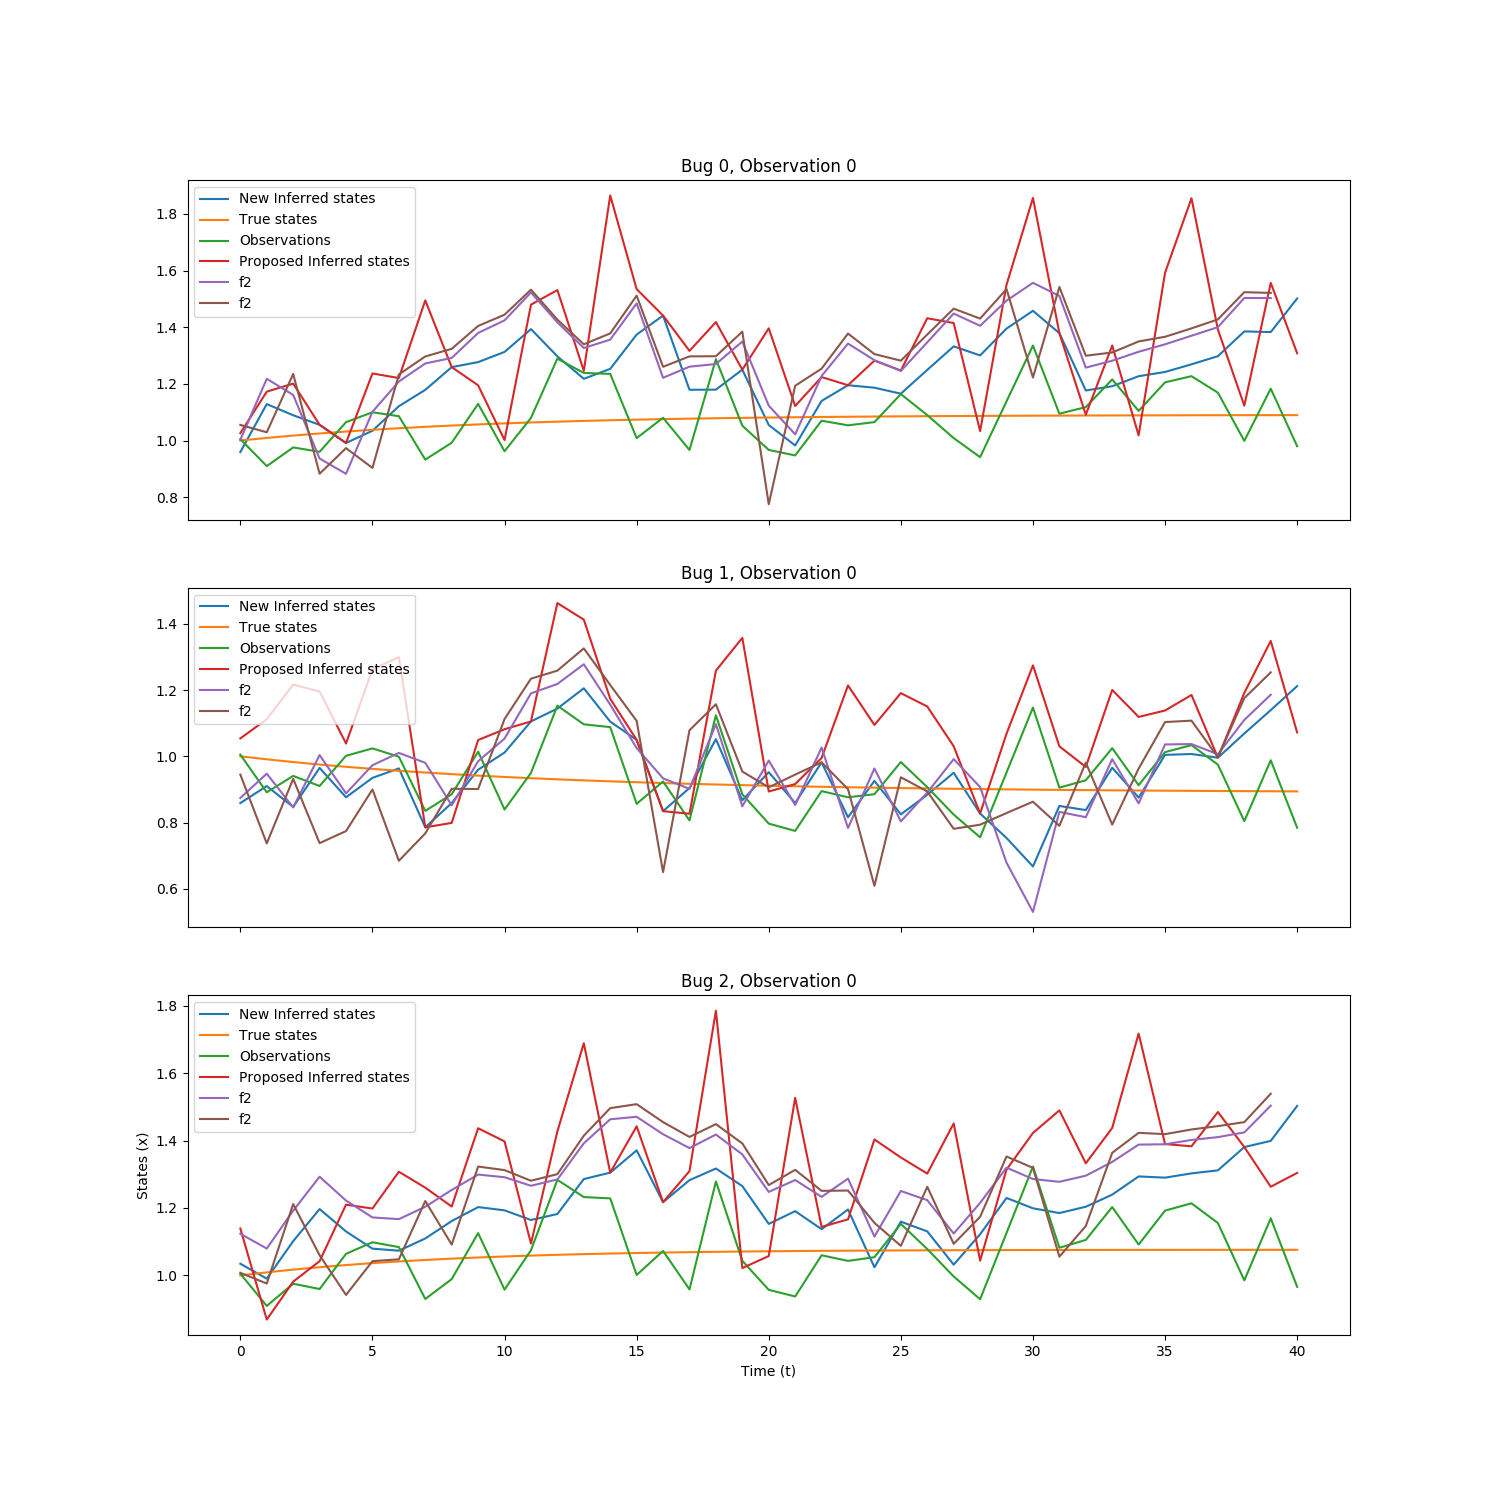 Bug 0, Observation 0
New Inferred states
True states
Observations
Proposed Inferred states
f2
f2
1.8
1.6
1.4
1.2
1.0
0.8
Bug 1, Observation 0
New Inferred states
True states
Observations
Proposed Inferred states
f2
f2
1.4
1.2
1.0
0.8
0.6
Bug 2, Observation 0
New Inferred states
True states
Observations
Proposed Inferred states
f2
f2
1.8
1.6
1.4
1.2
1.0
States (x)
0 5 10 15 20 25 30 35 40
Time (t)